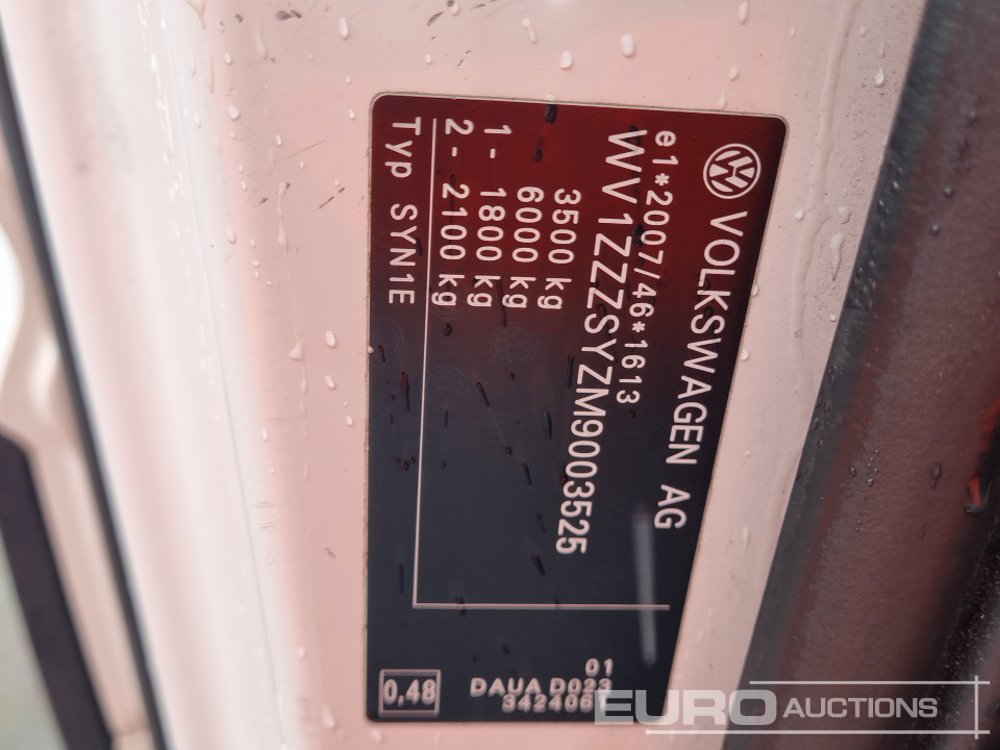 VOLKSWAGEN AG
e1*2007/46*1613
WV1ZZZSYZM9003525
3500 kg
6000 kg
1- 1800 kg
2- 2100 kg
Typ SYN1E
01
DAUA D023
3424061
0,48
EURO AUCTIONS